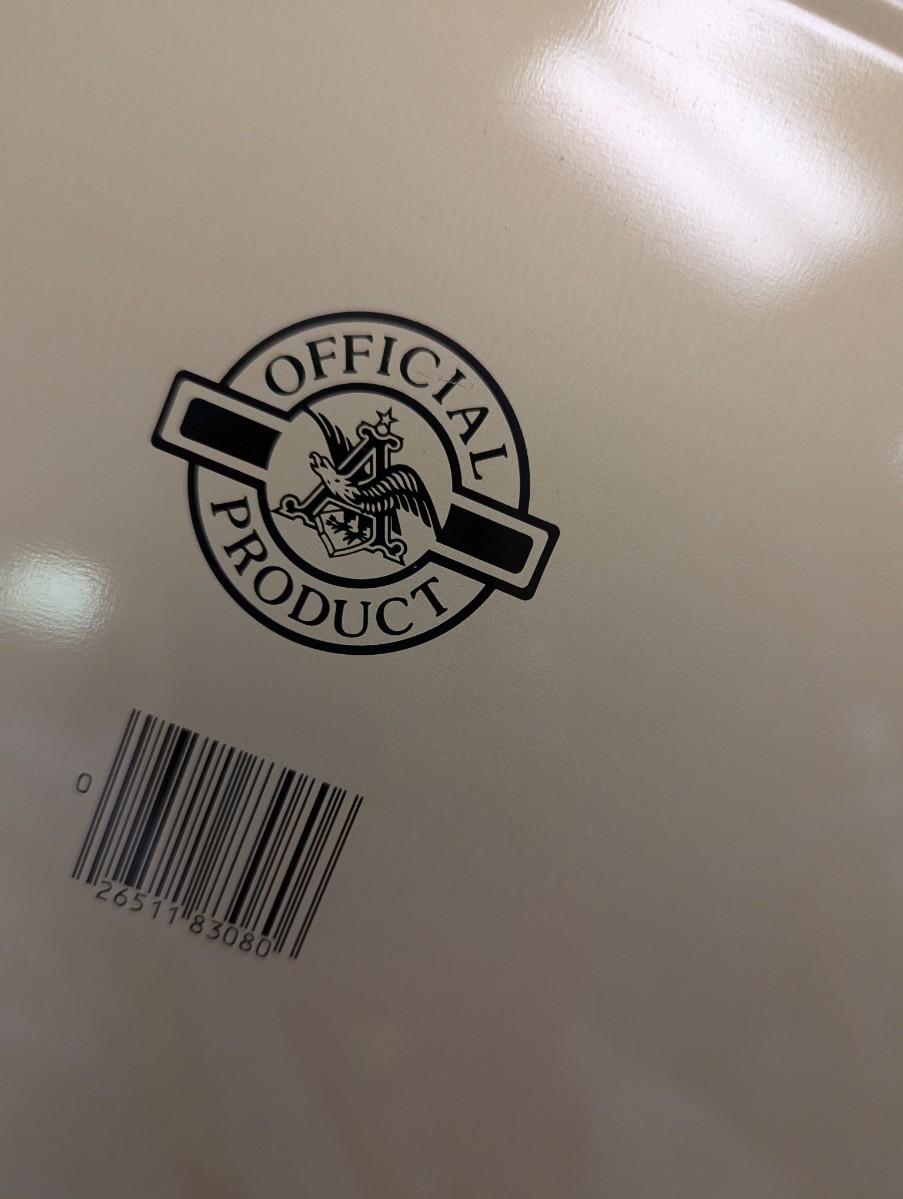 OFFICIAL
PRODUCT
0
26511 83080